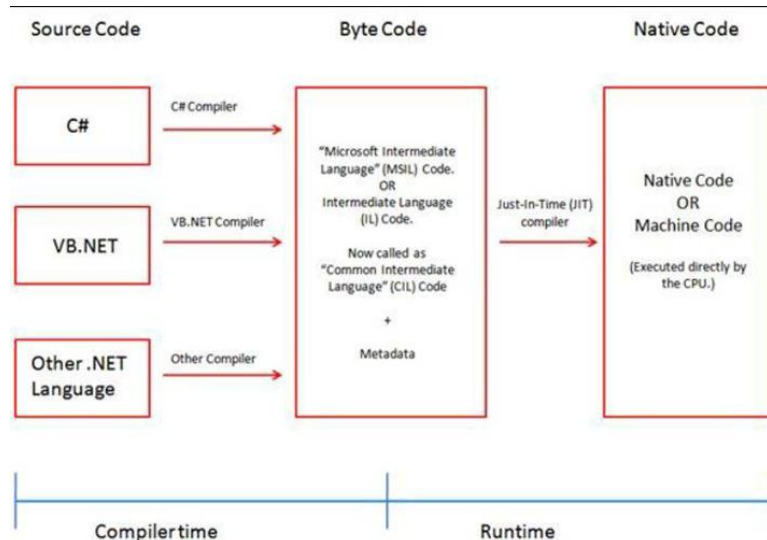 Source Code
Byte Code
Native Code
C#
C# Compiler
VB.NET
VB.NET Compiler
Other .NET
Language
Other Compiler
"Microsoft Intermediate
Language" (MSIL) Code.
OR
Intermediate Language
(IL) Code.
Now called as
"Common Intermediate
Language" (CIL) Code
+
Metadata
Just-In-Time (JIT)
compiler
Native Code
OR
Machine Code
(Executed directly by
the CPU.)
Compiler time
Runtime